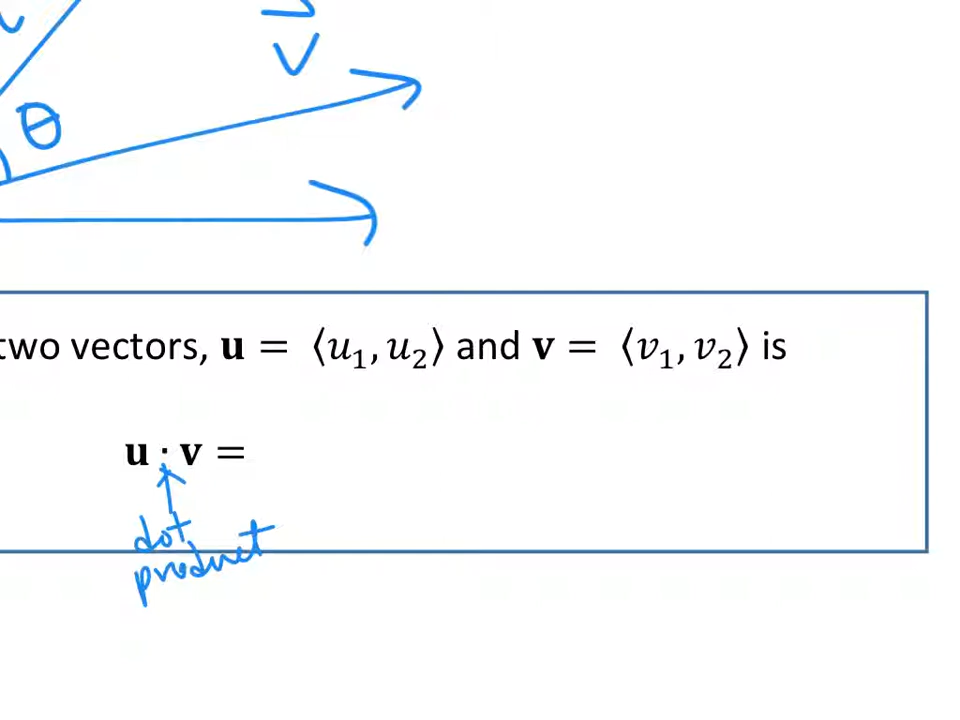 V
θ
two vectors, u = ⟨u₁, u₂⟩ and v = ⟨v₁, v₂⟩ is
u · v =
dot
product